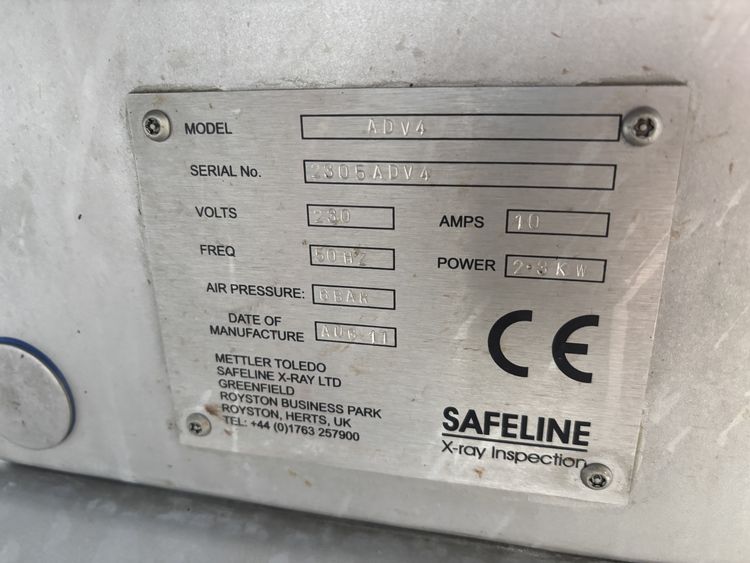 MODEL ADV4
SERIAL No. 2305ADV4
VOLTS 230 AMPS 10
FREQ 50HZ POWER 2.3KW
AIR PRESSURE: 6BAR
DATE OF
MANUFACTURE AUG-11
METTLER TOLEDO
SAFELINE X-RAY LTD
GREENFIELD
ROYSTON BUSINESS PARK
ROYSTON, HERTS, UK
TEL: +44 (0)1763 257900
CE
SAFELINE
X-ray Inspection